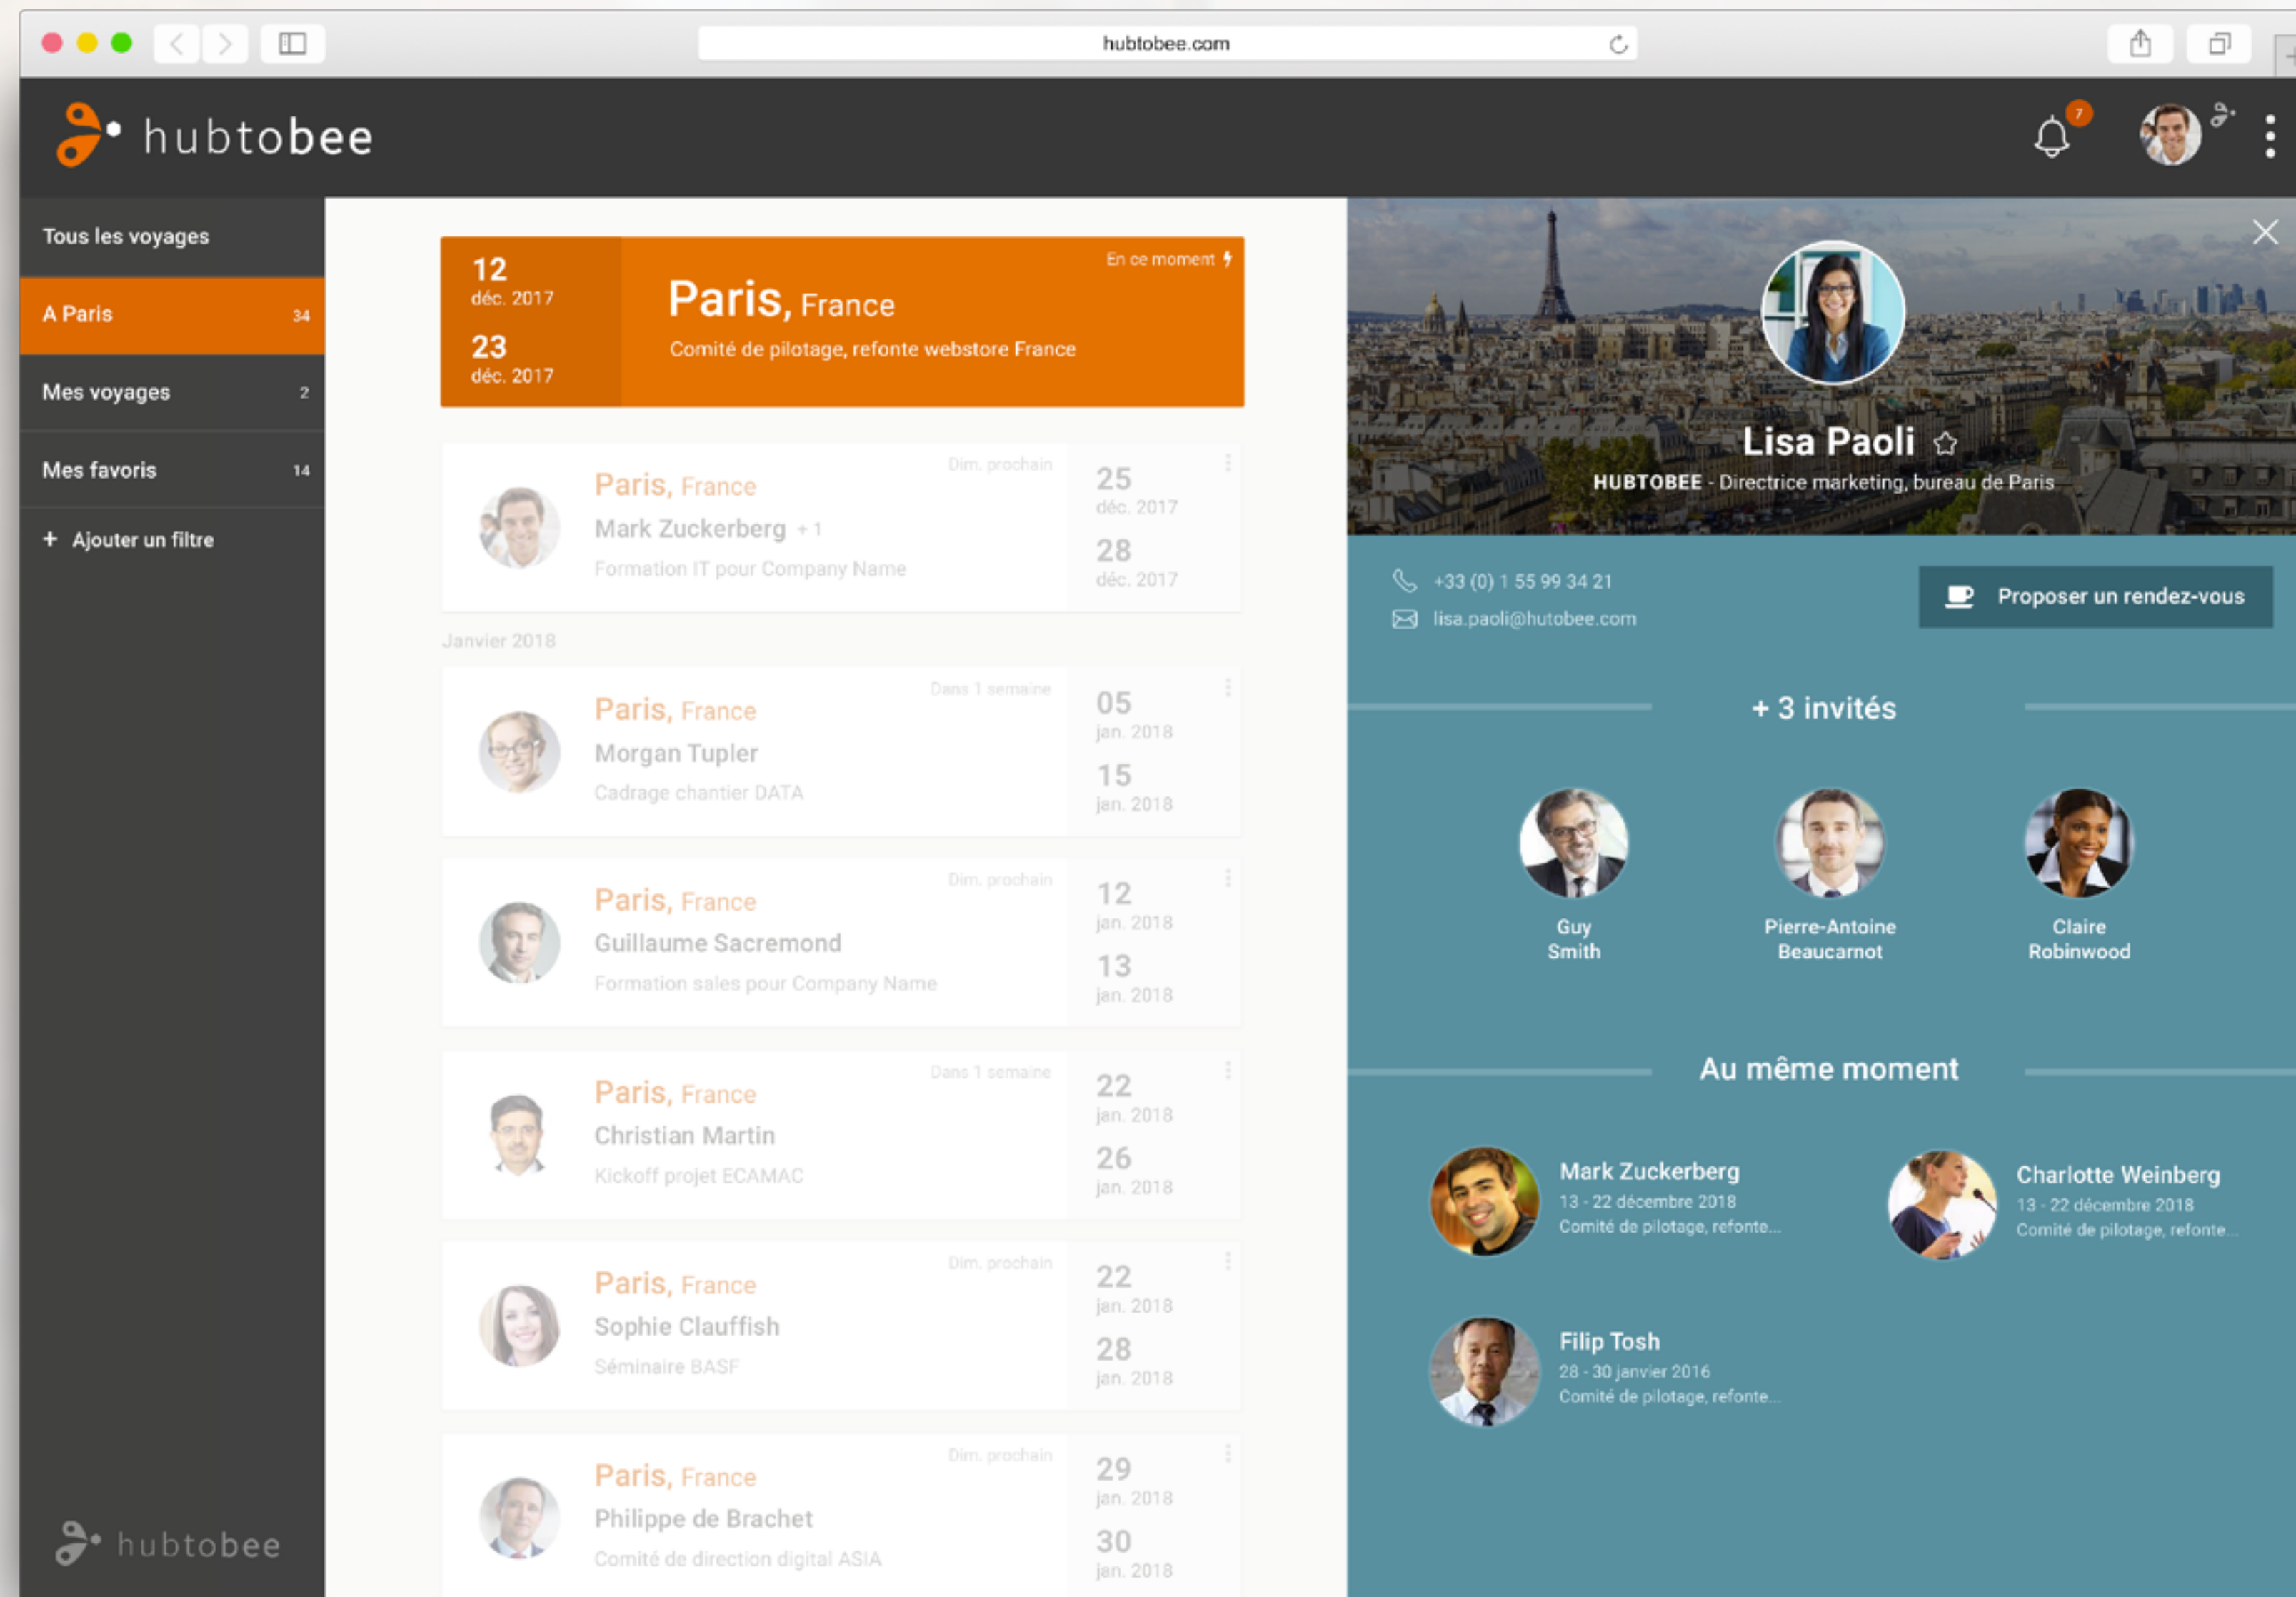 hubtobee.com
hubtobee
7
Tous les voyages
A Paris 34
Mes voyages 2
Mes favoris 14
+ Ajouter un filtre
hubtobee
12
déc. 2017
23
déc. 2017
En ce moment
Paris, France
Comité de pilotage, refonte webstore France
Dim. prochain
Paris, France
Mark Zuckerberg + 1
Formation IT pour Company Name
25
déc. 2017
28
déc. 2017
Janvier 2018
Dans 1 semaine
Paris, France
Morgan Tupler
Cadrage chantier DATA
05
jan. 2018
15
jan. 2018
Dim. prochain
Paris, France
Guillaume Sacremond
Formation sales pour Company Name
12
jan. 2018
13
jan. 2018
Dans 1 semaine
Paris, France
Christian Martin
Kickoff projet ECAMAC
22
jan. 2018
26
jan. 2018
Dim. prochain
Paris, France
Sophie Clauffish
Séminaire BASF
22
jan. 2018
28
jan. 2018
Dim. prochain
Paris, France
Philippe de Brachet
Comité de direction digital ASIA
29
jan. 2018
30
jan. 2018
Lisa Paoli
HUBTOBEE - Directrice marketing, bureau de Paris
+33 (0) 1 55 99 34 21
lisa.paoli@hutobee.com
Proposer un rendez-vous
+ 3 invités
Guy
Smith
Pierre-Antoine
Beaucarnot
Claire
Robinwood
Au même moment
Mark Zuckerberg
13 - 22 décembre 2018
Comité de pilotage, refonte...
Charlotte Weinberg
13 - 22 décembre 2018
Comité de pilotage, refonte...
Filip Tosh
28 - 30 janvier 2016
Comité de pilotage, refonte...